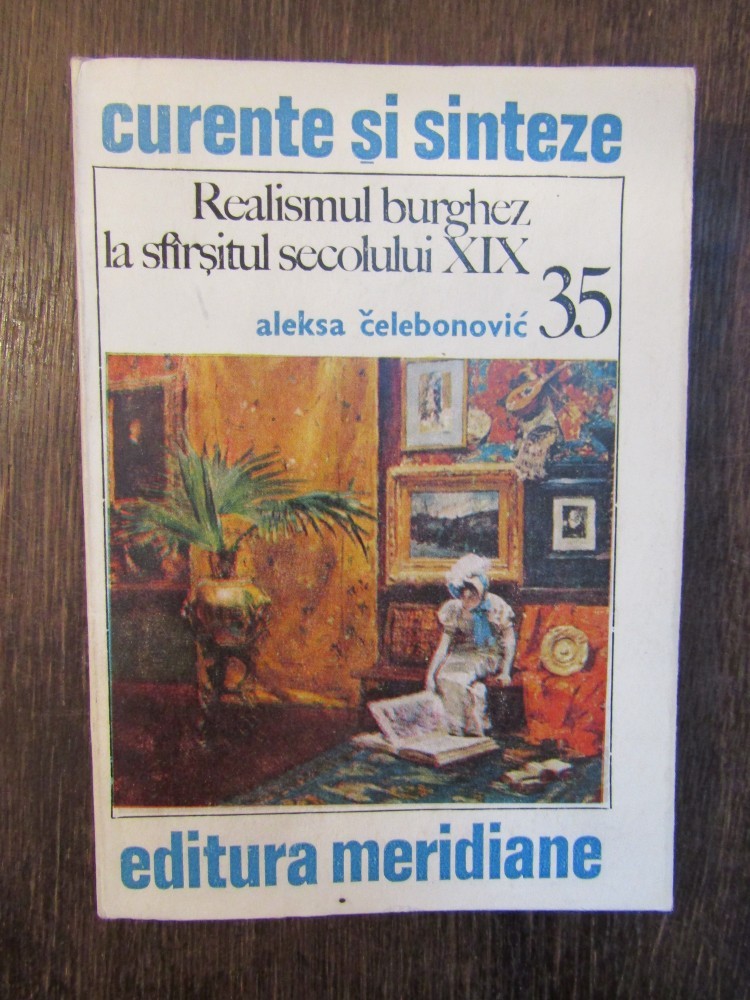 curente și sinteze
Realismul burghez
la sfîrșitul secolului XIX
35
aleksa čelebonović
editura meridiane